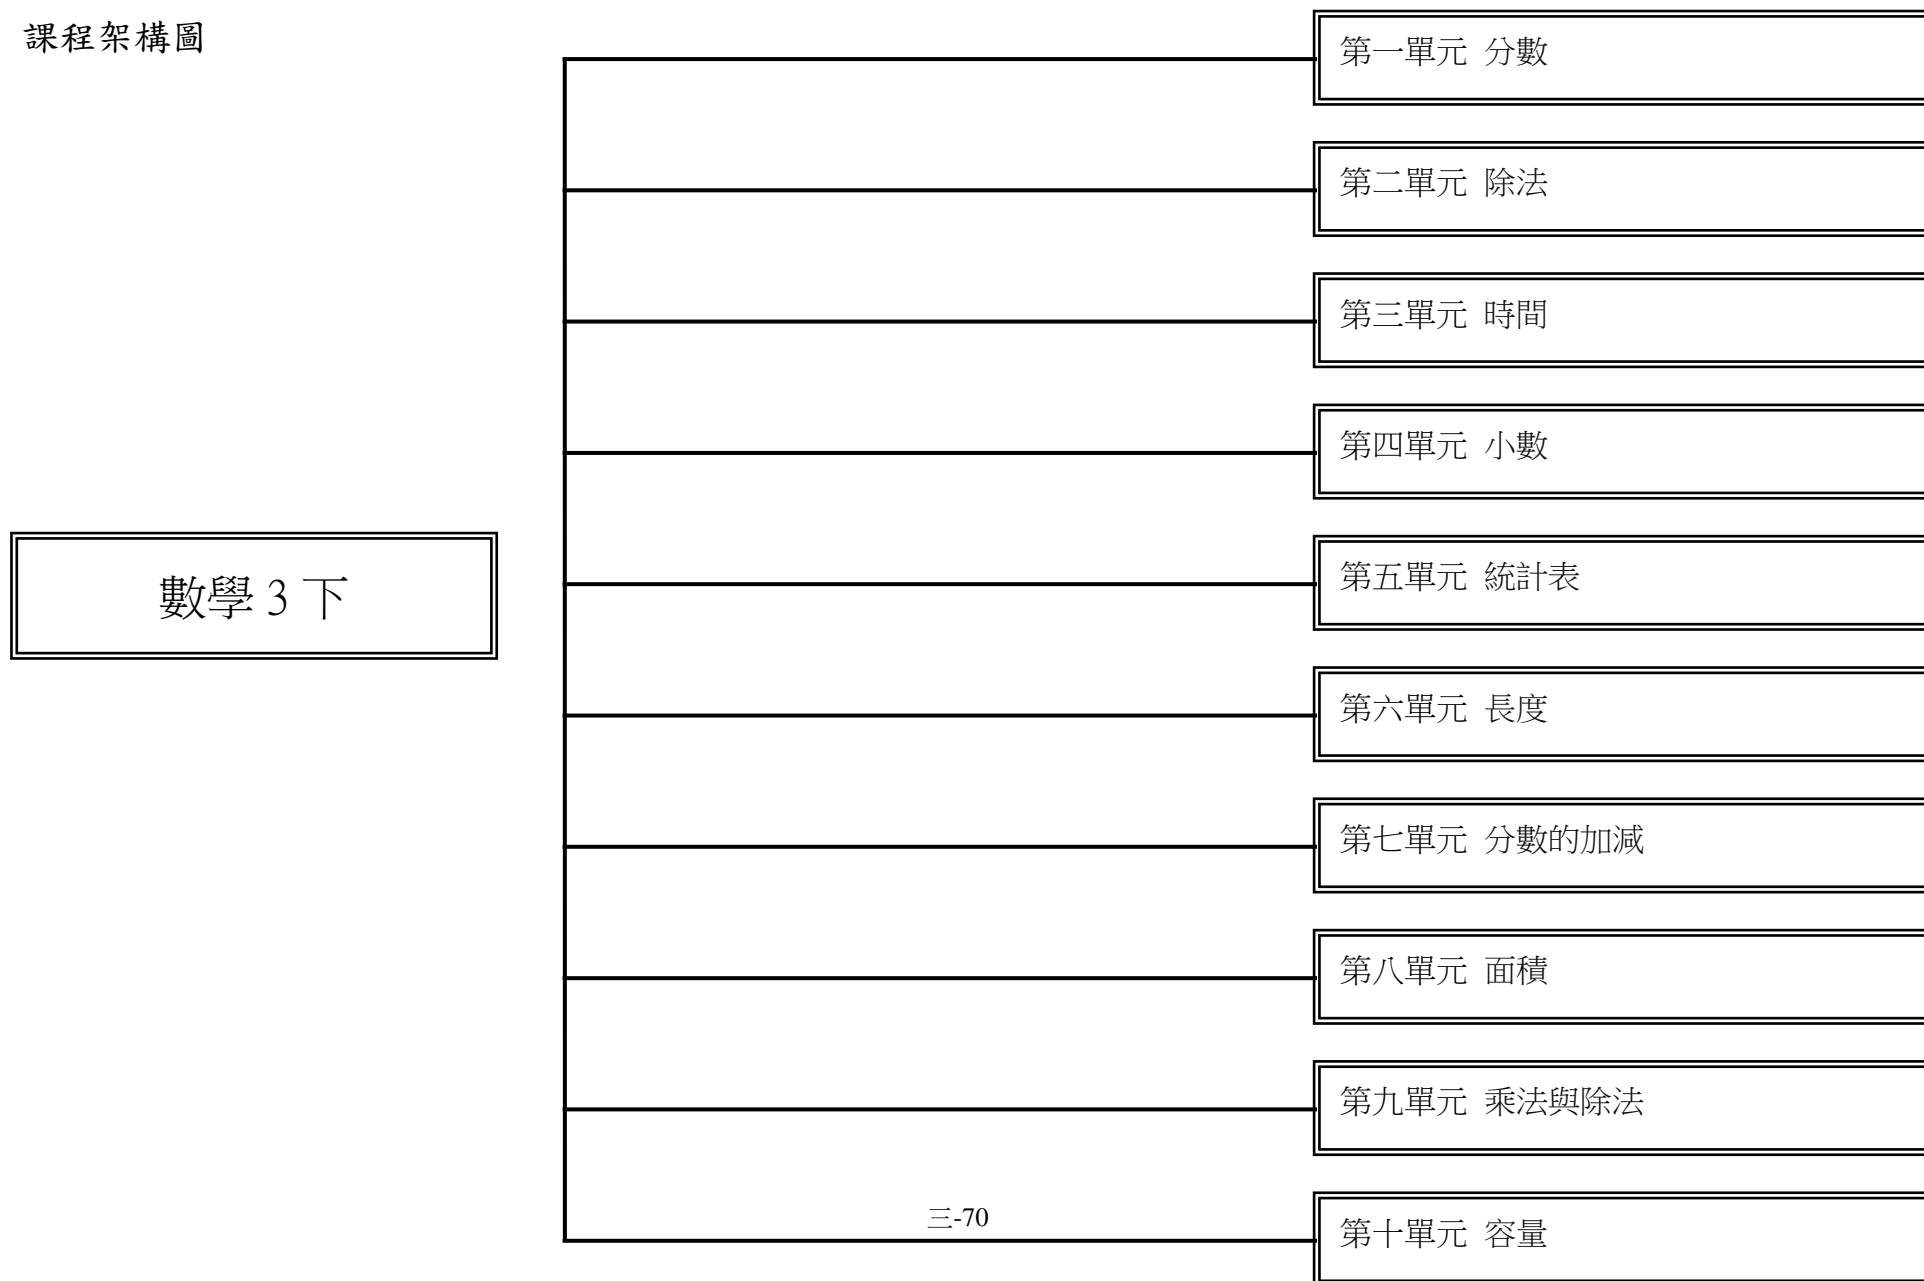 課程架構圖
第一單元 分數
第二單元 除法
第三單元 時間
第四單元 小數
第五單元 統計表
數學 3 下
第六單元 長度
第七單元 分數的加減
第八單元 面積
第九單元 乘法與除法
三-70
第十單元 容量